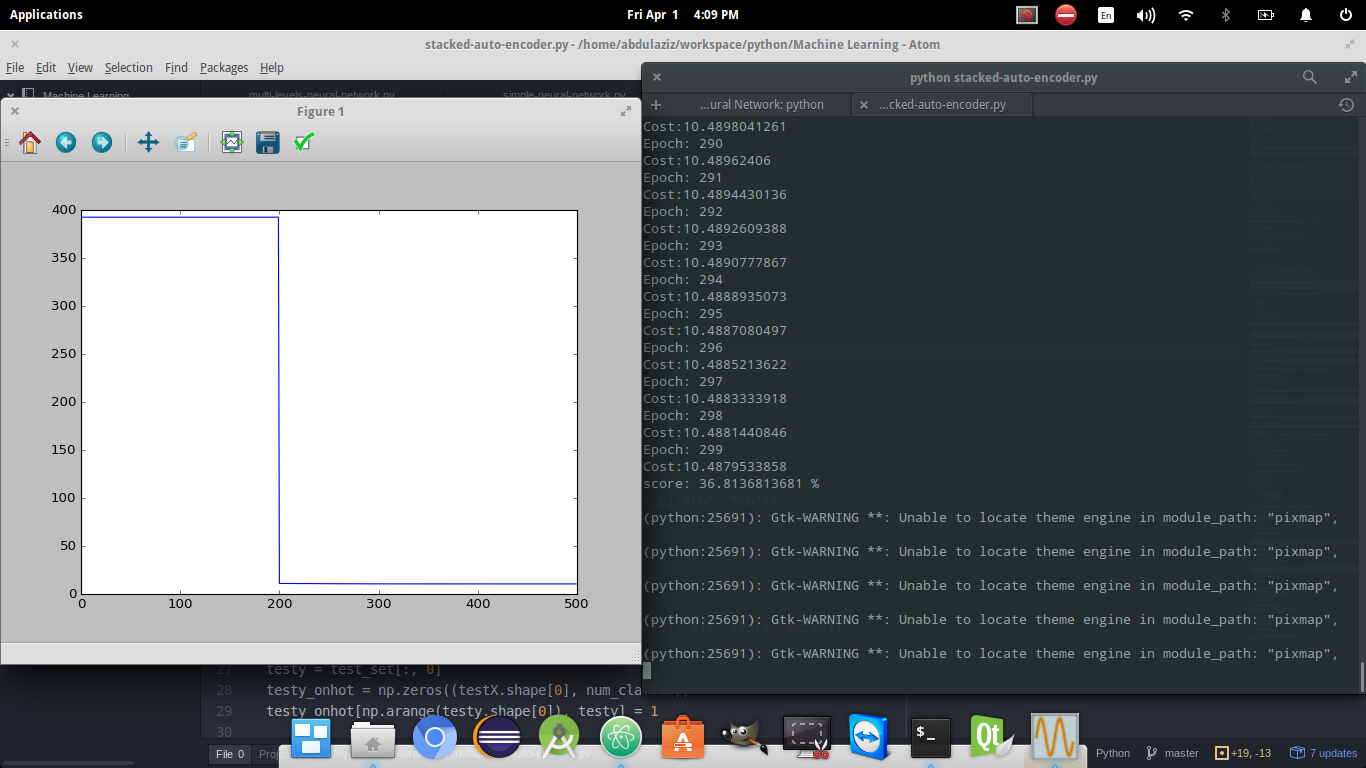 Applications
Fri Apr 1 4:09 PM
En
stacked-auto-encoder.py - /home/abdulaziz/workspace/python/Machine Learning - Atom
File Edit View Selection Find Packages Help
Machine Learning
multi-levels-neural-network.py
simple-neural-network.py
Figure 1
400
350
300
250
200
150
100
50
0
0 100 200 300 400 500
python stacked-auto-encoder.py
...ural Network: python
...cked-auto-encoder.py
Cost:10.4898041261
Epoch: 290
Cost:10.48962406
Epoch: 291
Cost:10.4894430136
Epoch: 292
Cost:10.4892609388
Epoch: 293
Cost:10.4890777867
Epoch: 294
Cost:10.4888935073
Epoch: 295
Cost:10.4887080497
Epoch: 296
Cost:10.4885213622
Epoch: 297
Cost:10.4883333918
Epoch: 298
Cost:10.4881440846
Epoch: 299
Cost:10.4879533858
score: 36.8136813681 %
(python:25691): Gtk-WARNING **: Unable to locate theme engine in module_path: "pixmap",
(python:25691): Gtk-WARNING **: Unable to locate theme engine in module_path: "pixmap",
(python:25691): Gtk-WARNING **: Unable to locate theme engine in module_path: "pixmap",
(python:25691): Gtk-WARNING **: Unable to locate theme engine in module_path: "pixmap",
(python:25691): Gtk-WARNING **: Unable to locate theme engine in module_path: "pixmap",
27 testy = test_set[:, 0]
28 testy_onhot = np.zeros((testX.shape[0], num_classes))
29 testy_onhot[np.arange(testy.shape[0]), testy] = 1
30
File 0
Python
master
+19, -13
7 updates
$_
Qt